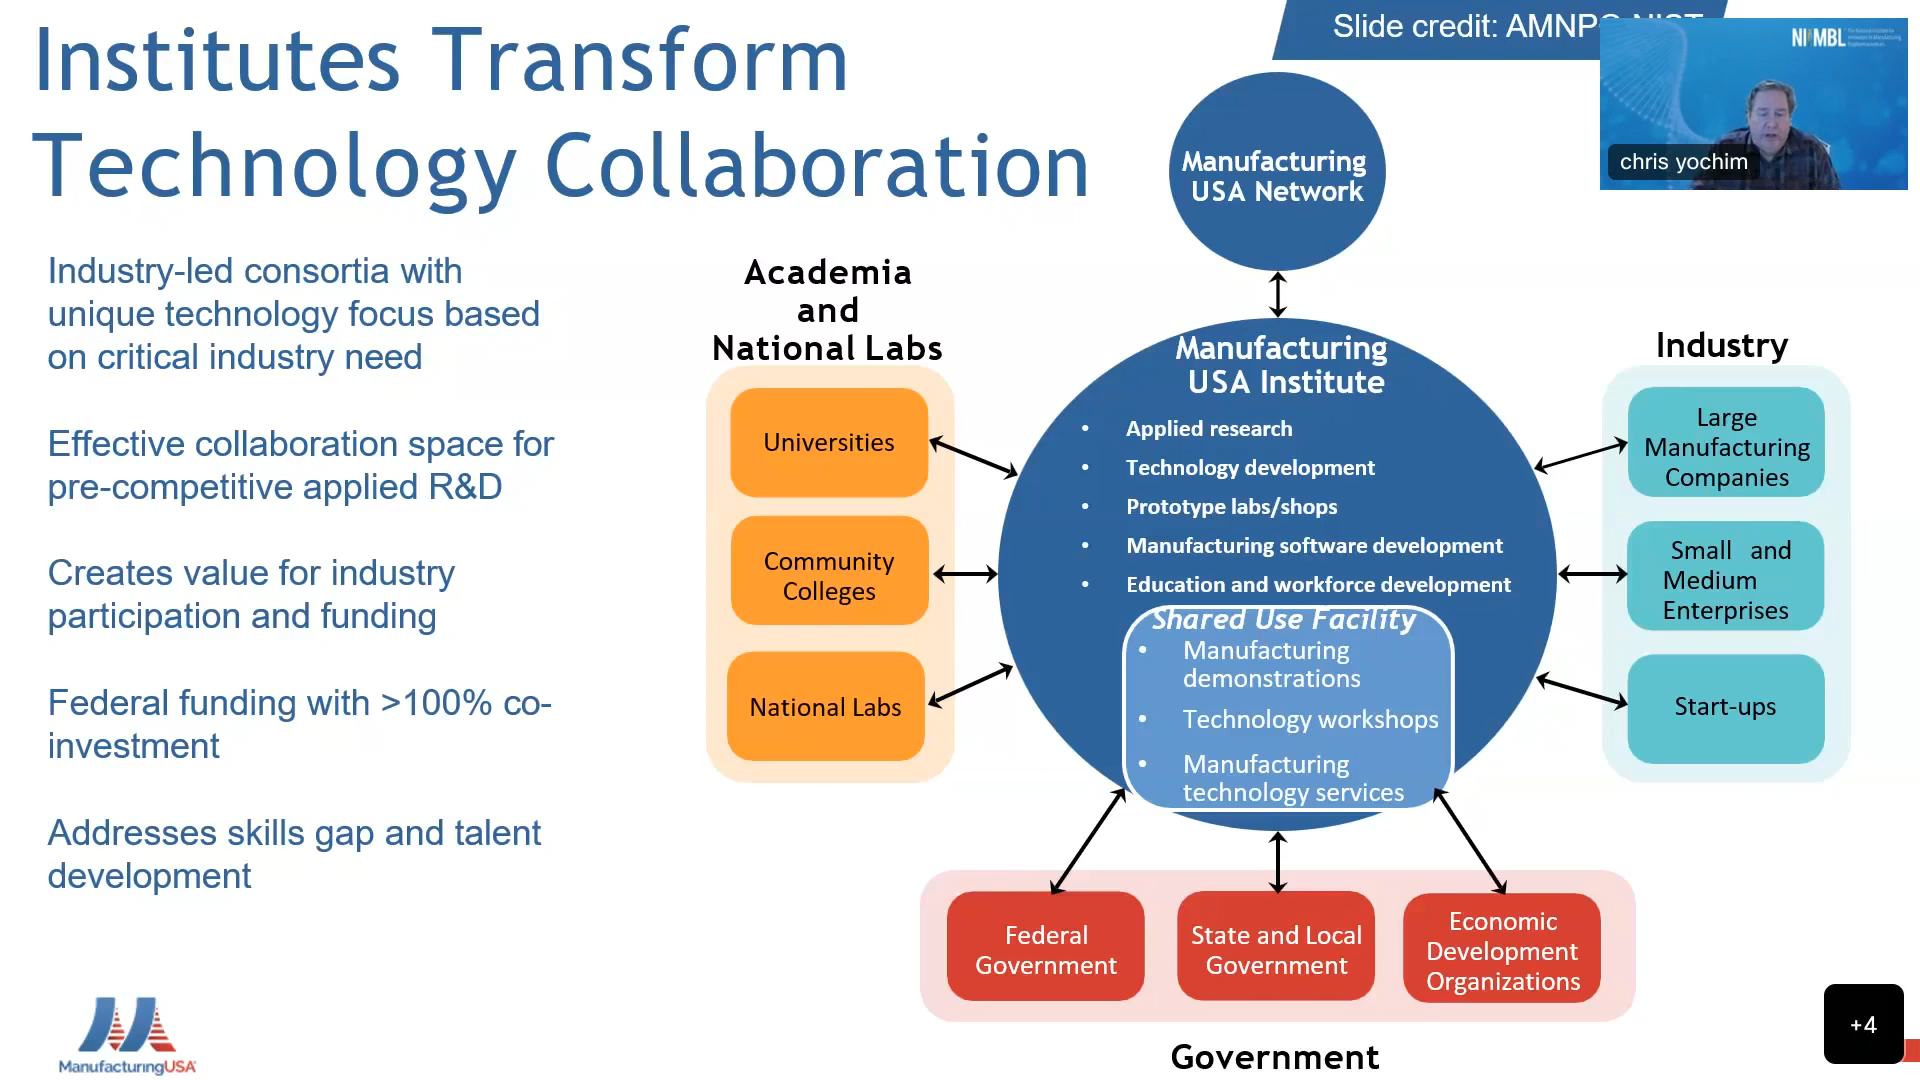 Institutes Transform
Technology Collaboration
Slide credit: AMNPO-NIST
NIIMBL
chris yochim
Industry-led consortia with
unique technology focus based
on critical industry need
Effective collaboration space for
pre-competitive applied R&D
Creates value for industry
participation and funding
Federal funding with >100% co-
investment
Addresses skills gap and talent
development
Manufacturing
USA Network
Academia
and
National Labs
Universities
Community
Colleges
National Labs
Manufacturing
USA Institute
• Applied research
• Technology development
• Prototype labs/shops
• Manufacturing software development
• Education and workforce development
Shared Use Facility
• Manufacturing
demonstrations
• Technology workshops
• Manufacturing
technology services
Industry
Large
Manufacturing
Companies
Small and
Medium
Enterprises
Start-ups
Federal
Government
State and Local
Government
Economic
Development
Organizations
Government
ManufacturingUSA
+4